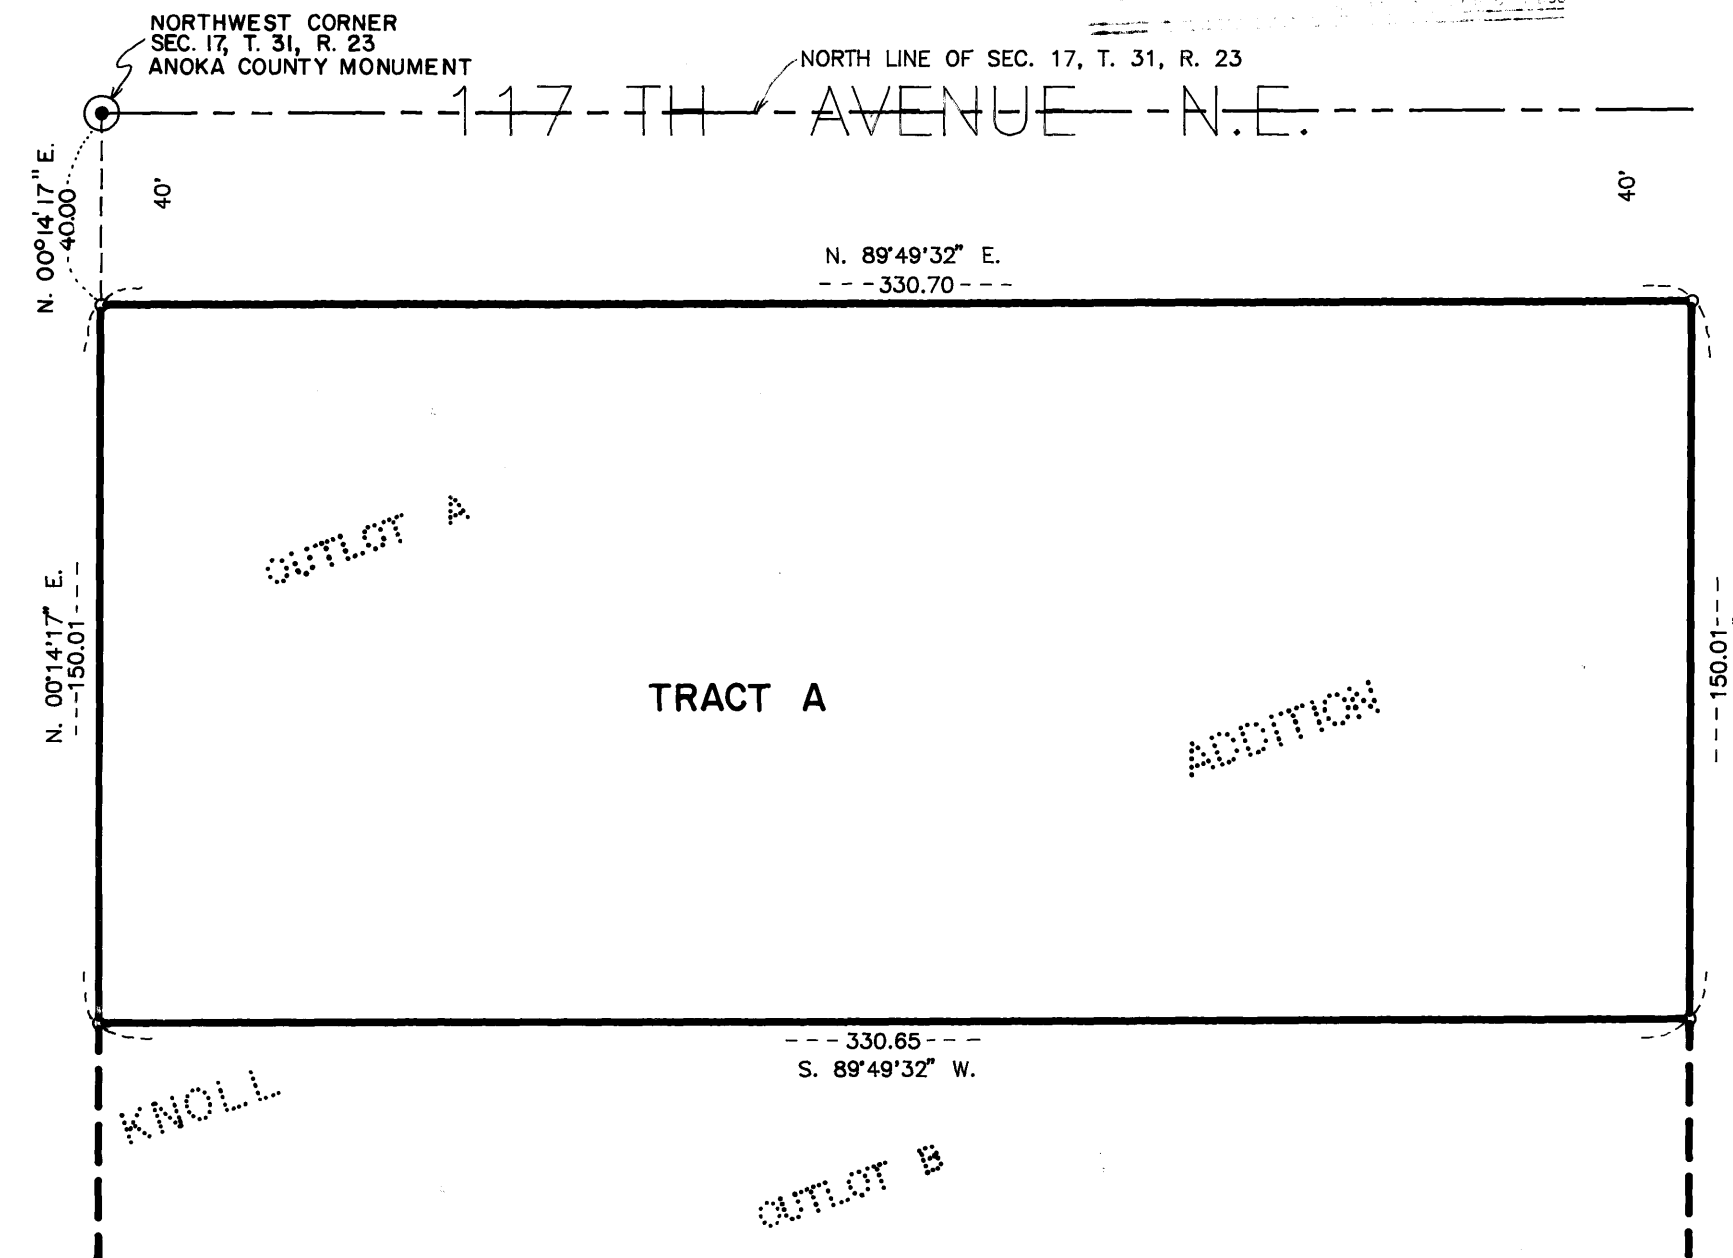 NORTHWEST CORNER
SEC. 17, T. 31, R. 23
ANOKA COUNTY MONUMENT
NORTH LINE OF SEC. 17, T. 31, R. 23
117 TH AVENUE N.E.
N. 00°14'17" E.
40.00
40'
40'
N. 89°49'32" E.
---330.70---
OUTLOT A
N. 00°14'17" E.
---150.01---
TRACT A
ADDITION
---150.01---
---330.65---
S. 89°49'32" W.
KNOLL
OUTLOT B